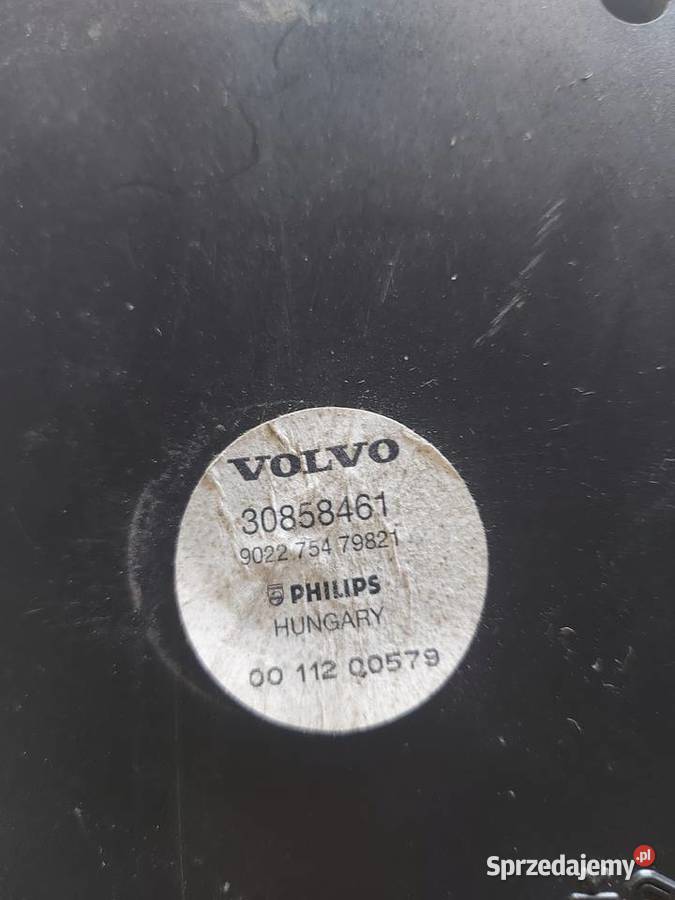 VOLVO
30858461
9022 754 79821
PHILIPS
HUNGARY
00 112 00579
Sprzedajemy.pl